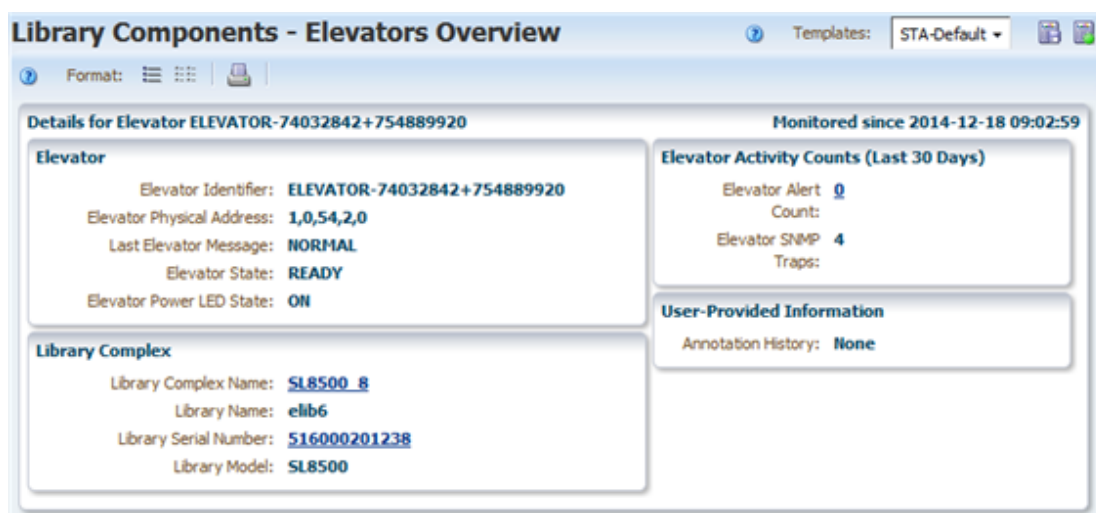 Library Components - Elevators Overview
Templates: STA-Default
Format:
Details for Elevator ELEVATOR-74032842+754889920
Monitored since 2014-12-18 09:02:59
Elevator
Elevator Identifier: ELEVATOR-74032842+754889920
Elevator Physical Address: 1,0,54,2,0
Last Elevator Message: NORMAL
Elevator State: READY
Elevator Power LED State: ON
Library Complex
Library Complex Name: SL8500_8
Library Name: elib6
Library Serial Number: 516000201238
Library Model: SL8500
Elevator Activity Counts (Last 30 Days)
Elevator Alert 0
Count:
Elevator SNMP 4
Traps:
User-Provided Information
Annotation History: None